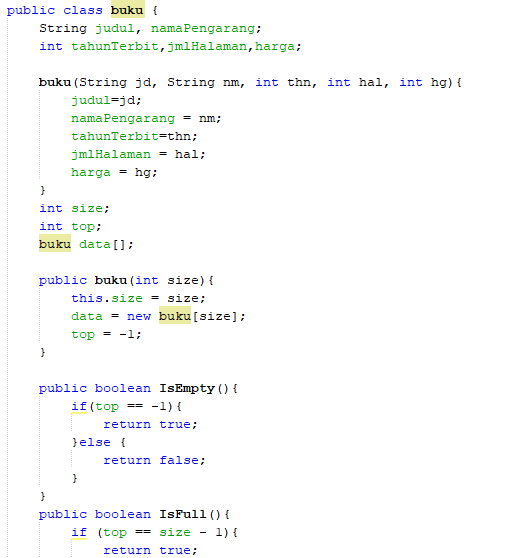 public class buku {
    String judul, namaPengarang;
    int tahunTerbit,jmlHalaman,harga;

    buku(String jd, String nm, int thn, int hal, int hg){
        judul=jd;
        namaPengarang = nm;
        tahunTerbit=thn;
        jmlHalaman = hal;
        harga = hg;
    }
    int size;
    int top;
    buku data[];

    public buku(int size){
        this.size = size;
        data = new buku[size];
        top = -1;
    }

    public boolean IsEmpty(){
        if(top == -1){
            return true;
        }else {
            return false;
        }
    }
    public boolean IsFull(){
        if (top == size - 1){
            return true;